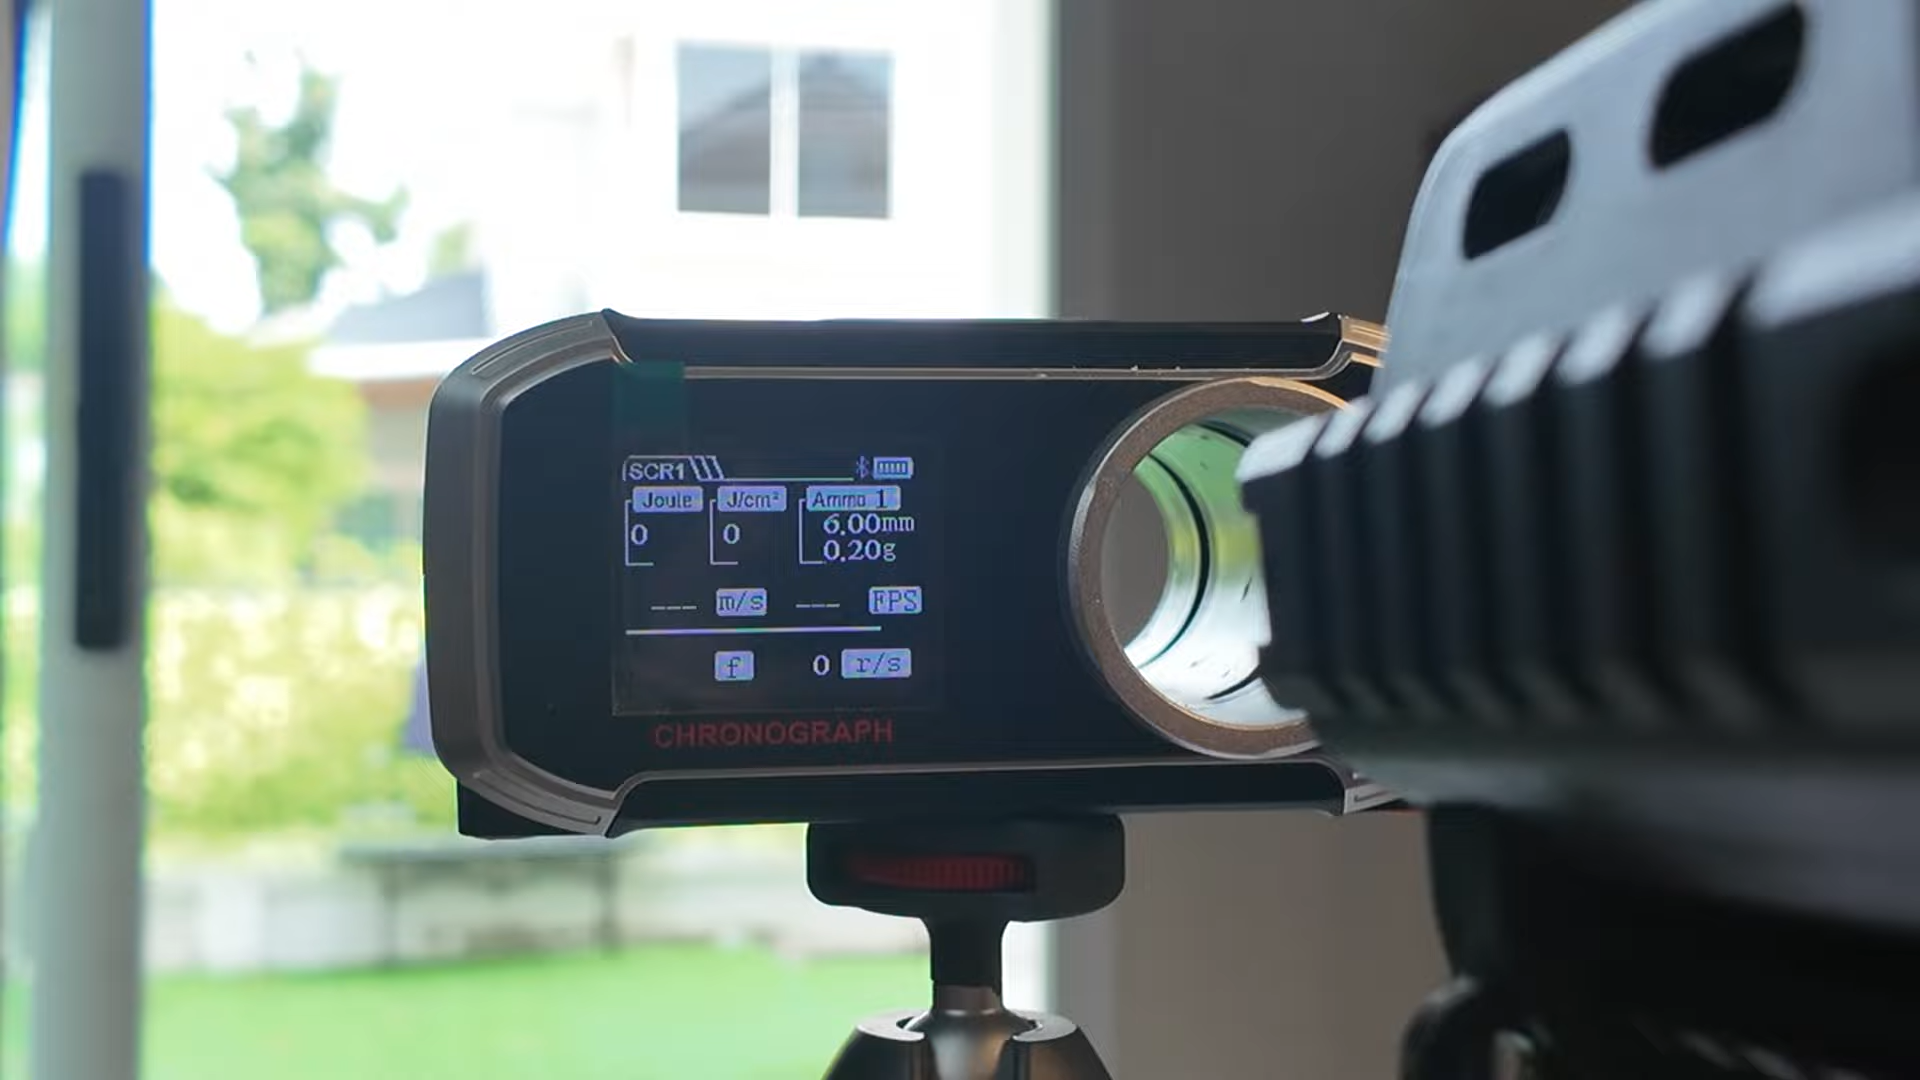 SCR1
Joule J/cm² Ammo 1
0 0 6.00mm
0.20g
--- m/s --- FPS
f 0 r/s
CHRONOGRAPH